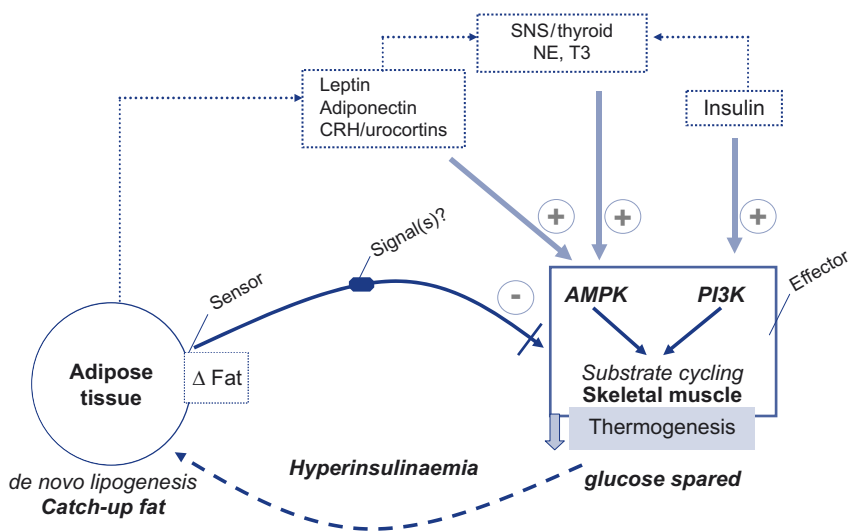 SNS/thyroid
NE, T3
Leptin
Adiponectin
CRH/urocortins
Insulin
+
+
+
Signal(s)?
Sensor
Effector
-
AMPK
PI3K
Adipose
tissue
Δ Fat
Substrate cycling
Skeletal muscle
Thermogenesis
Hyperinsulinaemia
glucose spared
de novo lipogenesis
Catch-up fat